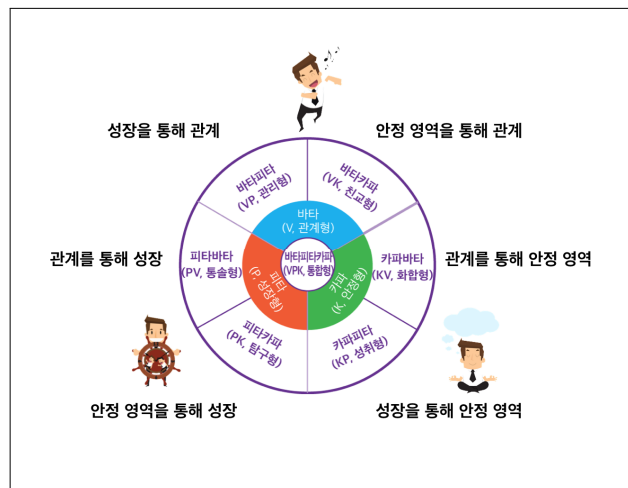 성장을 통해 관계
안정 영역을 통해 관계
바타피타
(VP, 관리형)
바타카파
(VK, 친교형)
바타
(V, 관계형)
관계를 통해 성장
피타바타
(PV, 통솔형)
피타
(P, 성장형)
바타피타카파
(VPK, 통합형)
카파
(K, 안정형)
카파바타
(KV, 화합형)
관계를 통해 안정 영역
피타카파
(PK, 탐구형)
카파피타
(KP, 성취형)
안정 영역을 통해 성장
성장을 통해 안정 영역